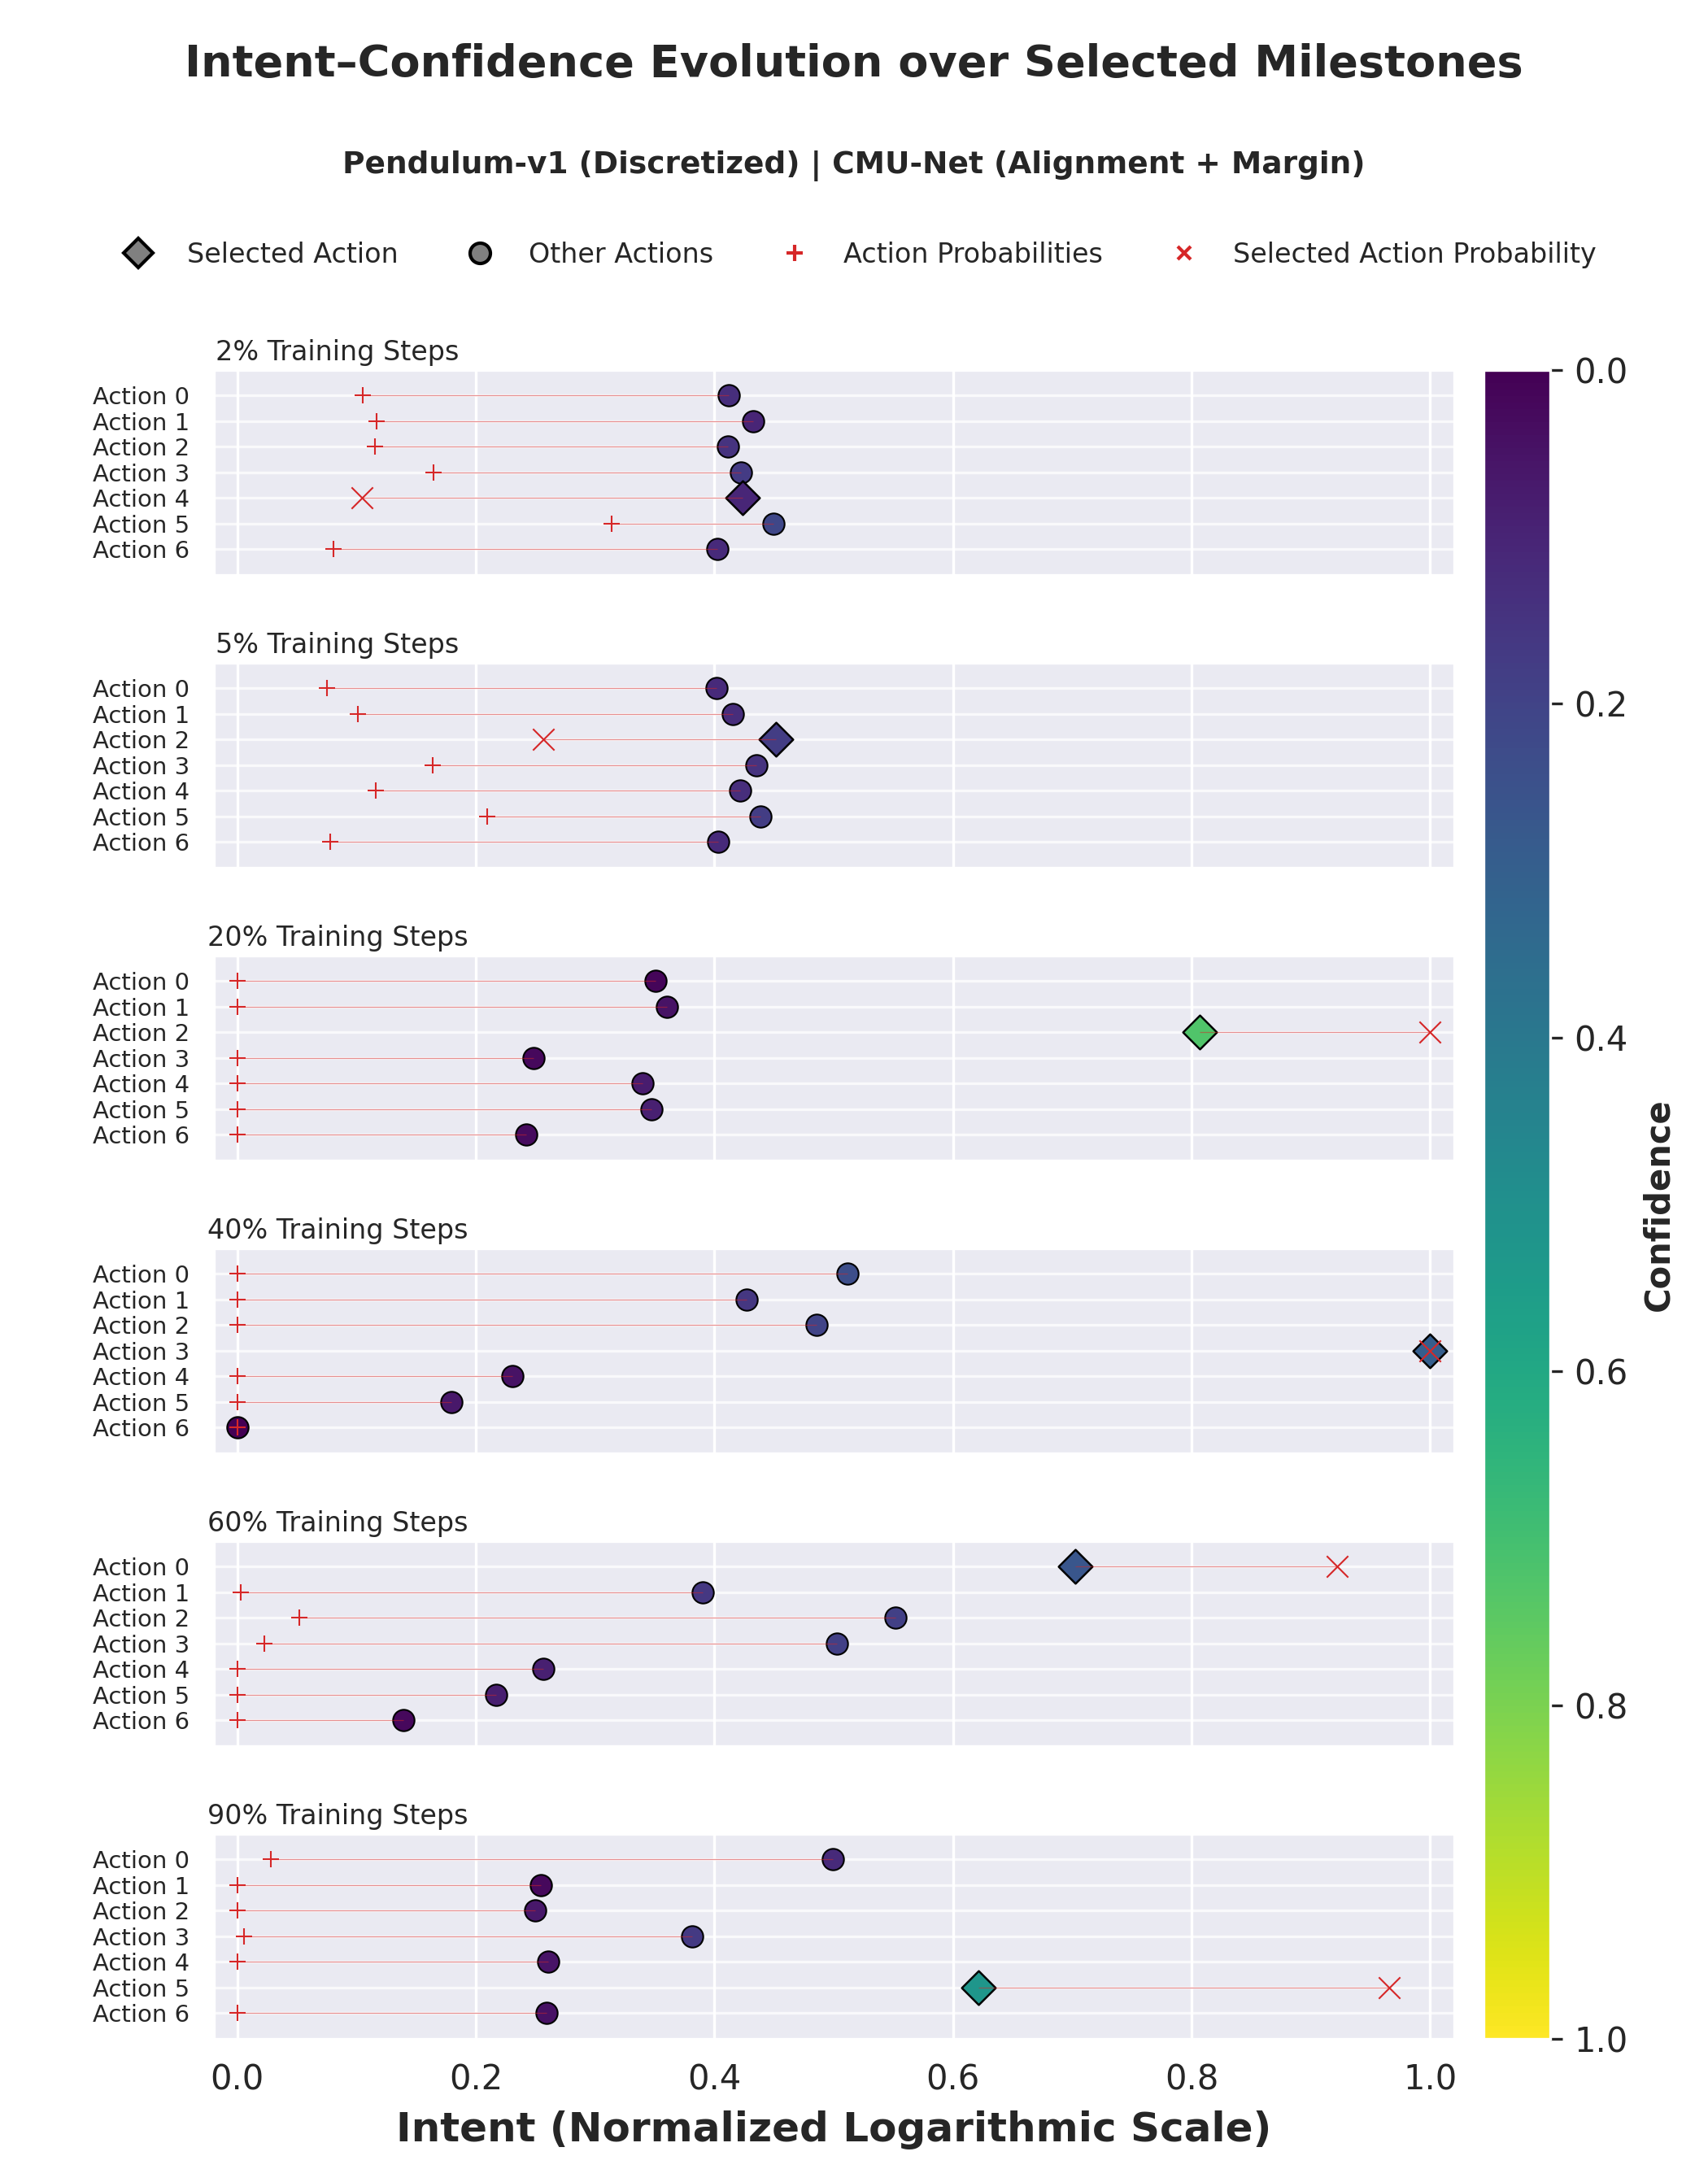 Intent–Confidence Evolution over Selected Milestones
Pendulum-v1 (Discretized) | CMU-Net (Alignment + Margin)
Selected Action Other Actions Action Probabilities Selected Action Probability
2% Training Steps
Action 0
Action 1
Action 2
Action 3
Action 4
Action 5
Action 6
5% Training Steps
Action 0
Action 1
Action 2
Action 3
Action 4
Action 5
Action 6
20% Training Steps
Action 0
Action 1
Action 2
Action 3
Action 4
Action 5
Action 6
40% Training Steps
Action 0
Action 1
Action 2
Action 3
Action 4
Action 5
Action 6
60% Training Steps
Action 0
Action 1
Action 2
Action 3
Action 4
Action 5
Action 6
90% Training Steps
Action 0
Action 1
Action 2
Action 3
Action 4
Action 5
Action 6
0.0 0.2 0.4 0.6 0.8 1.0
Intent (Normalized Logarithmic Scale)
0.0
0.2
0.4
0.6
0.8
1.0
Confidence